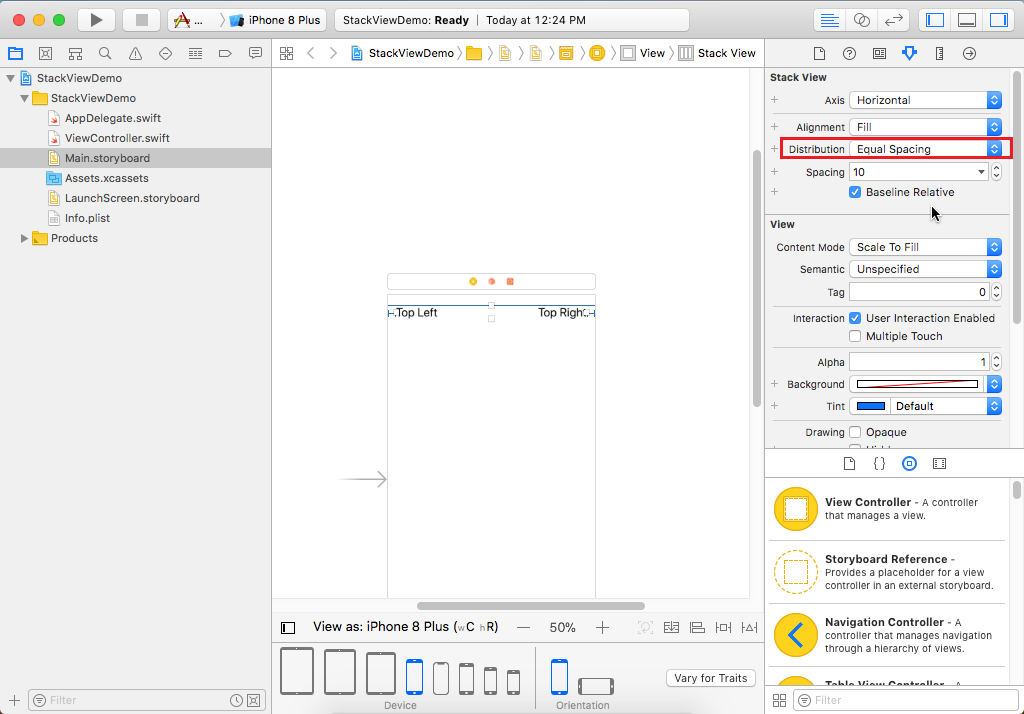 A ... iPhone 8 Plus
StackViewDemo: Ready | Today at 12:24 PM
StackViewDemo View Stack View
StackViewDemo
StackViewDemo
AppDelegate.swift
ViewController.swift
Main.storyboard
Assets.xcassets
LaunchScreen.storyboard
Info.plist
Products
Filter
Top Left
Top Right
View as: iPhone 8 Plus (wC hR)
50%
Device
Orientation
Vary for Traits
Stack View
Axis Horizontal
Alignment Fill
Distribution Equal Spacing
Spacing 10
Baseline Relative
View
Content Mode Scale To Fill
Semantic Unspecified
Tag 0
Interaction User Interaction Enabled
Multiple Touch
Alpha 1
Background
Tint Default
Drawing Opaque
{}
View Controller - A controller
that manages a view.
Storyboard Reference -
Provides a placeholder for a view
controller in an external storyboard.
Navigation Controller - A
controller that manages navigation
through a hierarchy of views.
Table View Controller - A
Filter